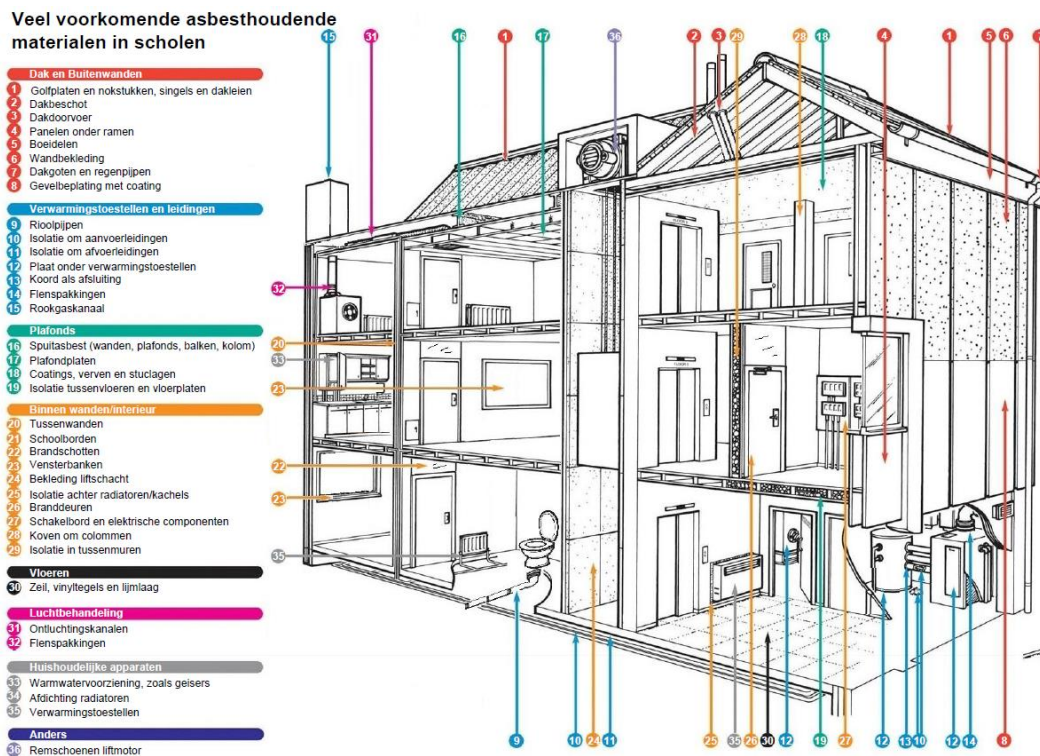 Veel voorkomende asbesthoudende
materialen in scholen
Dak en Buitenwanden
1 Golfplaten en nokstukken, singels en dakleien
2 Dakbeschot
3 Dakdoorvoer
4 Panelen onder ramen
5 Boeidelen
6 Wandbekleding
7 Dakgoten en regenpijpen
8 Gevelbeplating met coating
Verwarmingstoestellen en leidingen
9 Rioolpijpen
10 Isolatie om aanvoerleidingen
11 Isolatie om afvoerleidingen
12 Plaat onder verwarmingstoestellen
13 Koord als afsluiting
14 Flenspakkingen
15 Rookgaskanaal
Plafonds
16 Spuitasbest (wanden, plafonds, balken, kolom)
17 Plafondplaten
18 Coatings, verven en stuclagen
19 Isolatie tussenvloeren en vloerplaten
Binnen wanden/interieur
20 Tussenwanden
21 Schoolborden
22 Brandschotten
23 Vensterbanken
24 Bekleding liftschacht
25 Isolatie achter radiatoren/kachels
26 Branddeuren
27 Schakelbord en elektrische componenten
28 Koven om colommen
29 Isolatie in tussenmuren
Vloeren
30 Zeil, vinyltegels en lijmlaag
Luchtbehandeling
31 Ontluchtingskanalen
32 Flenspakkingen
Huishoudelijke apparaten
33 Warmwatervoorziening, zoals geisers
34 Afdichting radiatoren
35 Verwarmingstoestellen
Anders
36 Remschoenen liftmotor
15 31 16 1 17 36 2 3 29 28 18 4 1 5 6 7
32
20
33
23
22
23
35
9 10 24 11 25 35 26 30 12 19 27 12 13 10 12 14 8